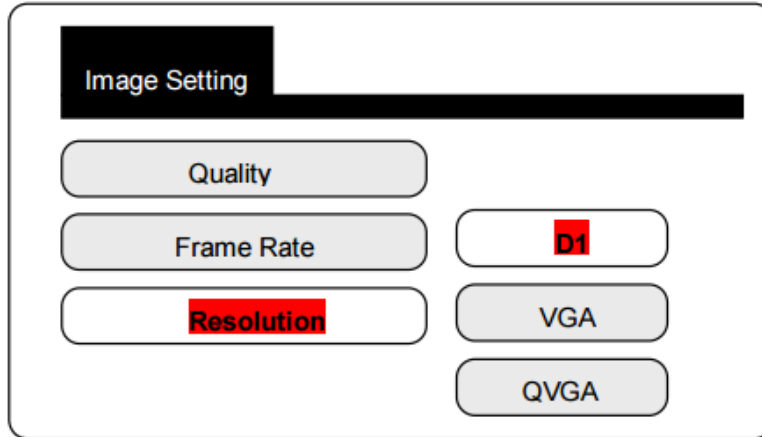 Image Setting
Quality
Frame Rate
D1
Resolution
VGA
QVGA